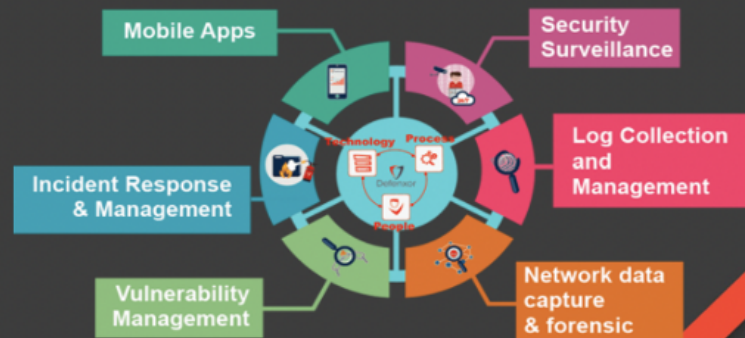 Mobile Apps
Security
Surveillance
Technology
Process
Defensor
People
Incident Response
& Management
Log Collection
and
Management
Vulnerability
Management
Network data
capture
& forensic